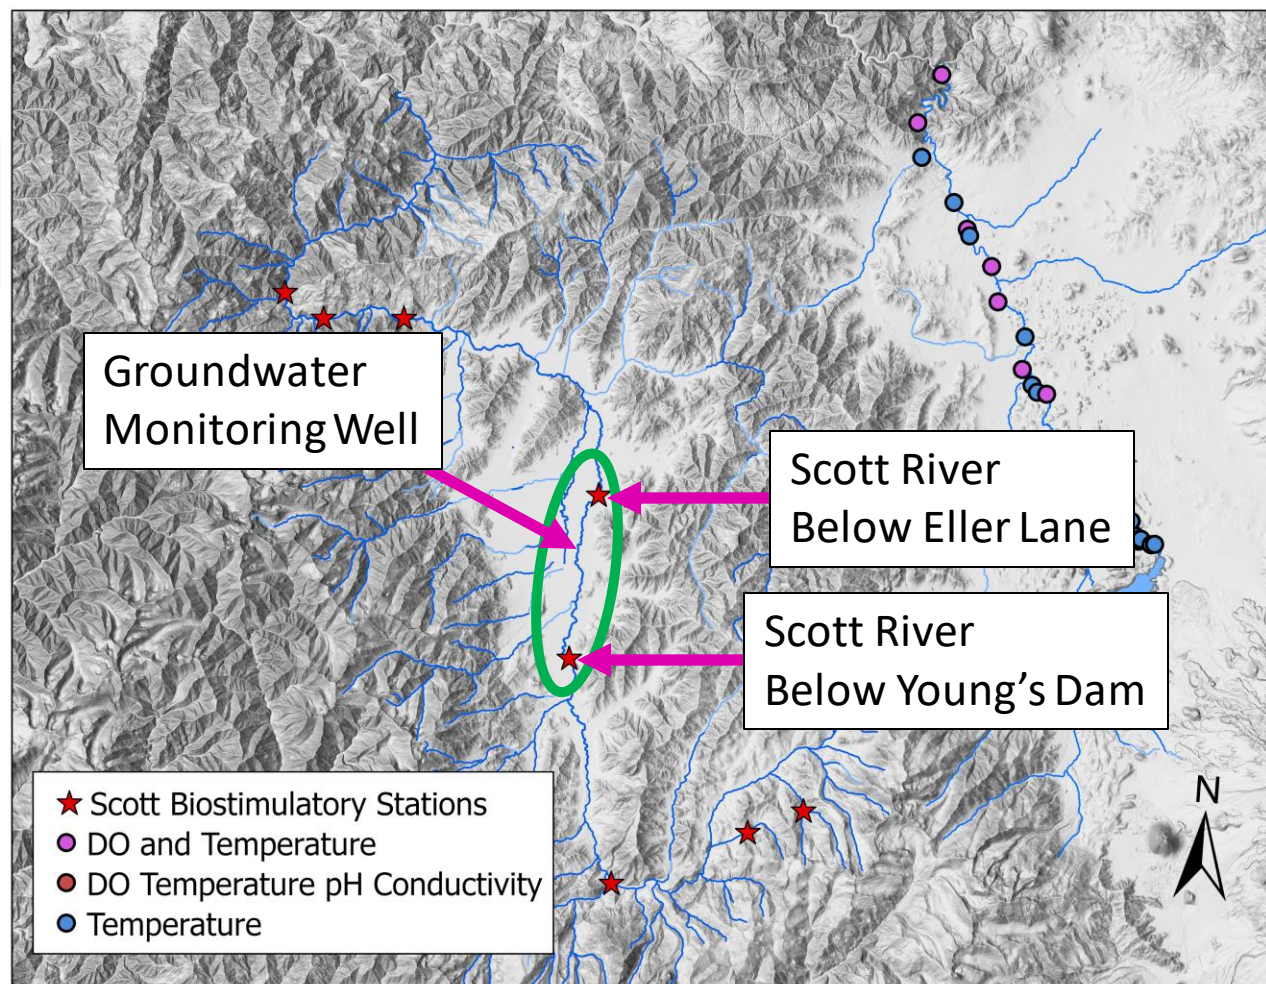 Groundwater
Monitoring Well
Scott River
Below Eller Lane
Scott River
Below Young’s Dam
Scott Biostimulatory Stations
DO and Temperature
DO Temperature pH Conductivity
Temperature
N